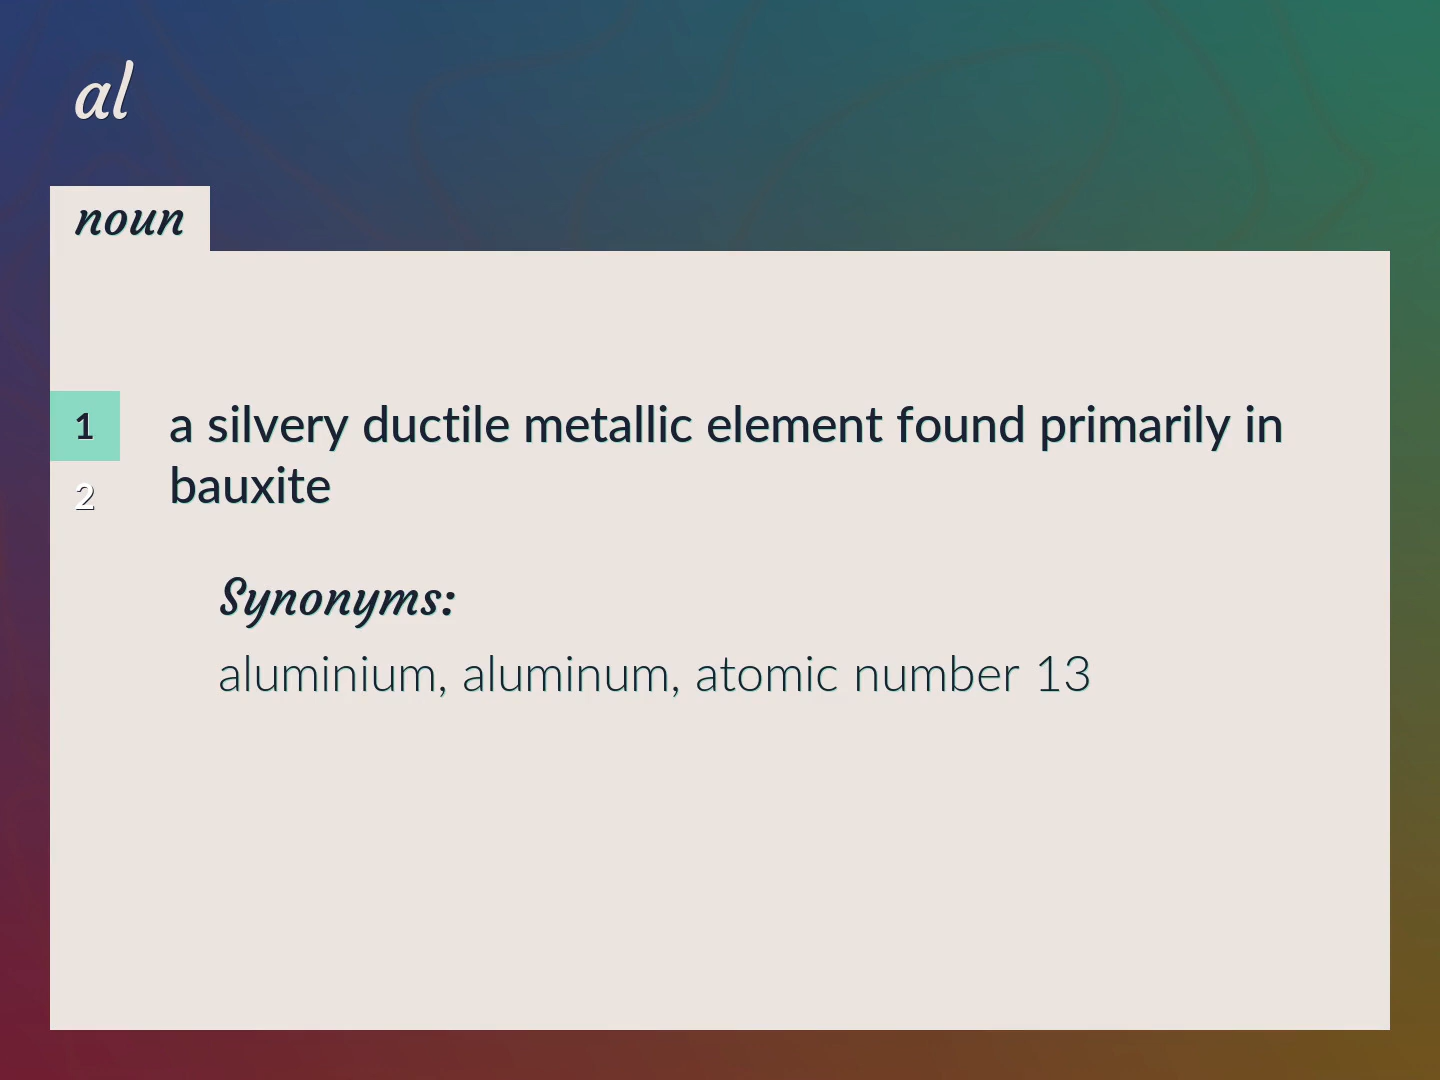 al
noun
1
a silvery ductile metallic element found primarily in
bauxite
2
Synonyms:
aluminium, aluminum, atomic number 13